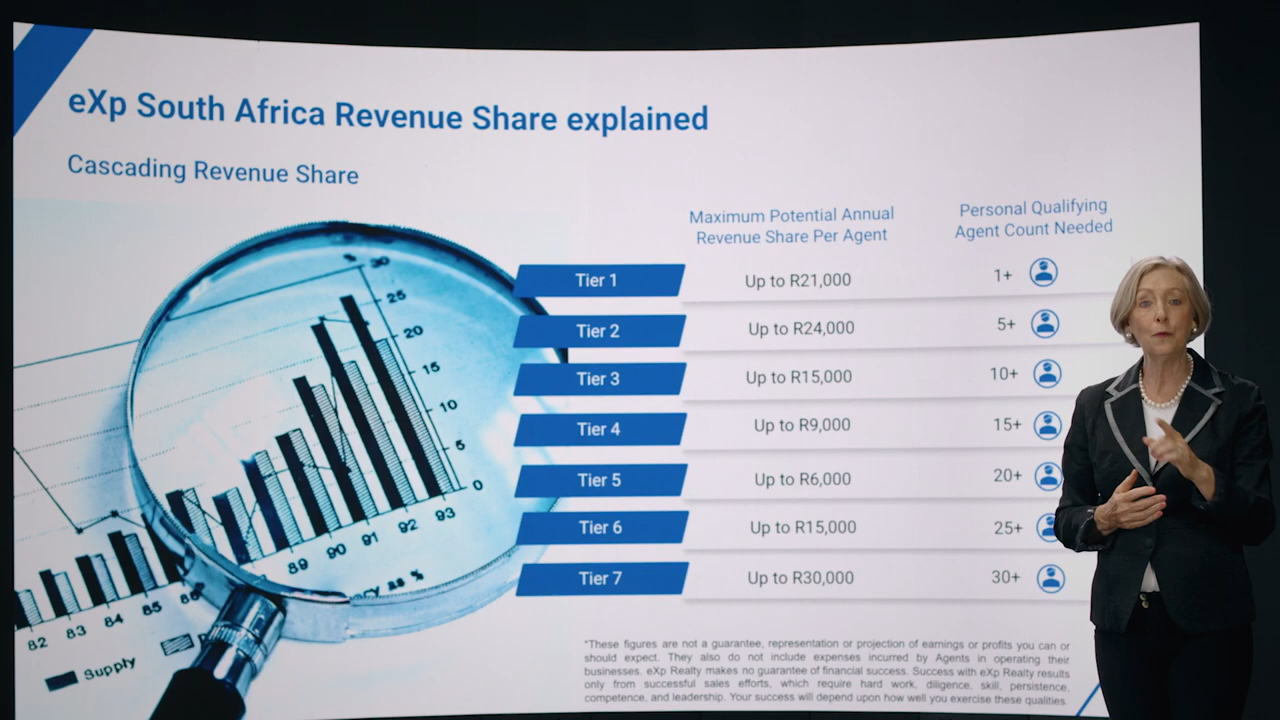 eXp South Africa Revenue Share explained
Cascading Revenue Share
Maximum Potential Annual
Revenue Share Per Agent
Personal Qualifying
Agent Count Needed
Tier 1 Up to R21,000 1+
Tier 2 Up to R24,000 5+
Tier 3 Up to R15,000 10+
Tier 4 Up to R9,000 15+
Tier 5 Up to R6,000 20+
Tier 6 Up to R15,000 25+
Tier 7 Up to R30,000 30+
% 30
25
20
15
10
5
0
82 83 84 85 86 89 90 91 92 93
as %
Supply
*These figures are not a guarantee, representation or projection of earnings or profits you can or
should expect. They also do not include expenses incurred by Agents in operating their
businesses. eXp Realty makes no guarantee of financial success. Success with eXp Realty results
only from successful sales efforts, which require hard work, diligence, skill, persistence,
competence, and leadership. Your success will depend upon how well you exercise these qualities.